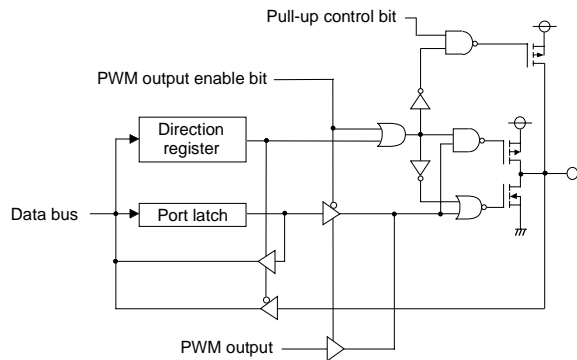 Pull-up control bit
PWM output enable bit
Direction
register
Data bus
Port latch
PWM output